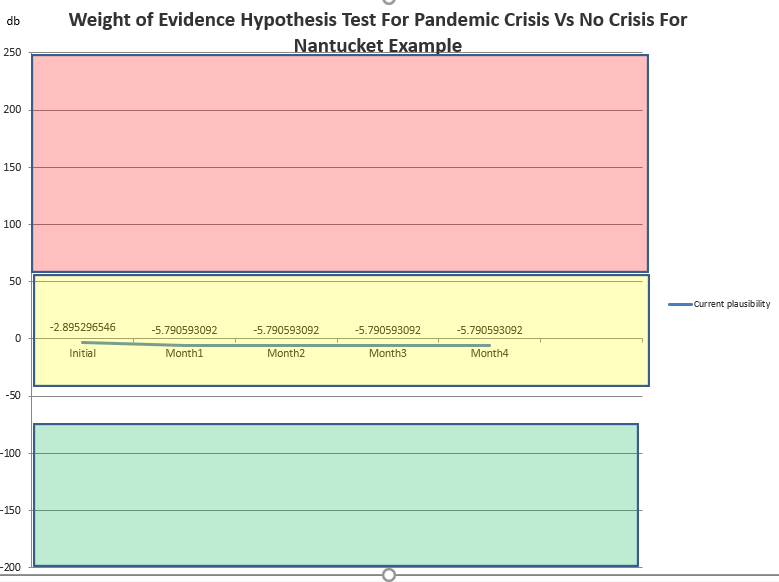 db
Weight of Evidence Hypothesis Test For Pandemic Crisis Vs No Crisis For
Nantucket Example
250
200
150
100
50
Current plausibility
-2.895296546 -5.790593092 -5.790593092 -5.790593092 -5.790593092
0
Initial Month1 Month2 Month3 Month4
-50
-100
-150
-200